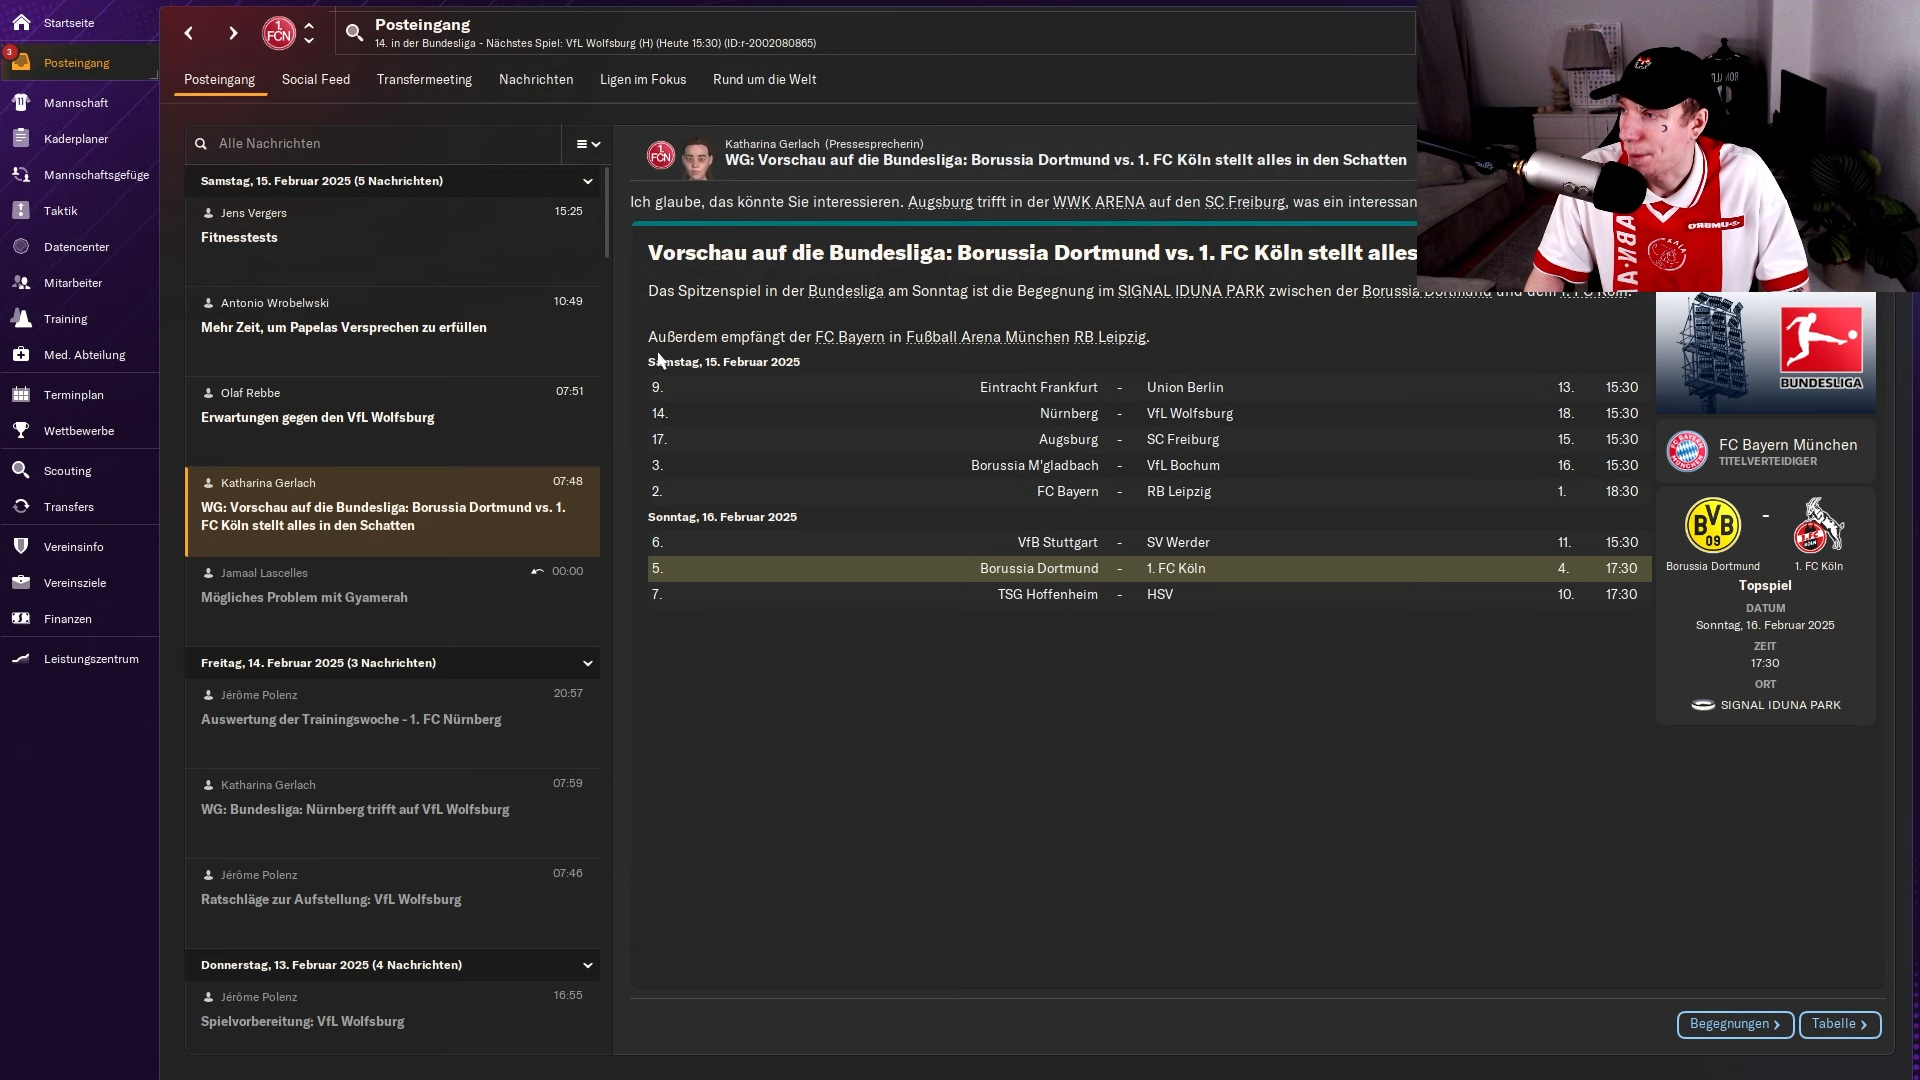 Startseite
3
Posteingang
Mannschaft
Kaderplaner
Mannschaftsgefüge
Taktik
Datencenter
Mitarbeiter
Training
Med. Abteilung
Terminplan
Wettbewerbe
Scouting
Transfers
Vereinsinfo
Vereinsziele
Finanzen
Leistungszentrum
Posteingang
14. in der Bundesliga - Nächstes Spiel: VfL Wolfsburg (H) (Heute 15:30) (ID:r-2002080865)
Posteingang Social Feed Transfermeeting Nachrichten Ligen im Fokus Rund um die Welt
Alle Nachrichten
Samstag, 15. Februar 2025 (5 Nachrichten)
Jens Vergers 15:25
Fitnesstests
Antonio Wrobelwski 10:49
Mehr Zeit, um Papelas Versprechen zu erfüllen
Olaf Rebbe 07:51
Erwartungen gegen den VfL Wolfsburg
Katharina Gerlach 07:48
WG: Vorschau auf die Bundesliga: Borussia Dortmund vs. 1.
FC Köln stellt alles in den Schatten
Jamaal Lascelles 00:00
Mögliches Problem mit Gyamerah
Freitag, 14. Februar 2025 (3 Nachrichten)
Jérôme Polenz 20:57
Auswertung der Trainingswoche - 1. FC Nürnberg
Katharina Gerlach 07:59
WG: Bundesliga: Nürnberg trifft auf VfL Wolfsburg
Jérôme Polenz 07:46
Ratschläge zur Aufstellung: VfL Wolfsburg
Donnerstag, 13. Februar 2025 (4 Nachrichten)
Jérôme Polenz 16:55
Spielvorbereitung: VfL Wolfsburg
Katharina Gerlach (Pressesprecherin)
WG: Vorschau auf die Bundesliga: Borussia Dortmund vs. 1. FC Köln stellt alles in den Schatten
Ich glaube, das könnte Sie interessieren. Augsburg trifft in der WWK ARENA auf den SC Freiburg, was ein interessan
Vorschau auf die Bundesliga: Borussia Dortmund vs. 1. FC Köln stellt alles
Das Spitzenspiel in der Bundesliga am Sonntag ist die Begegnung im SIGNAL IDUNA PARK zwischen der Borussia Dortmund und dem 1. FC Köln.
Außerdem empfängt der FC Bayern in Fußball Arena München RB Leipzig.
Samstag, 15. Februar 2025
9. Eintracht Frankfurt - Union Berlin 13. 15:30
14. Nürnberg - VfL Wolfsburg 18. 15:30
17. Augsburg - SC Freiburg 15. 15:30
3. Borussia M'gladbach - VfL Bochum 16. 15:30
2. FC Bayern - RB Leipzig 1. 18:30
Sonntag, 16. Februar 2025
6. VfB Stuttgart - SV Werder 11. 15:30
5. Borussia Dortmund - 1. FC Köln 4. 17:30
7. TSG Hoffenheim - HSV 10. 17:30
BUNDESLIGA
FC Bayern München
TITELVERTEIDIGER
BVB 09 -
Borussia Dortmund 1. FC Köln
Topspiel
DATUM
Sonntag, 16. Februar 2025
ZEIT
17:30
ORT
SIGNAL IDUNA PARK
Begegnungen Tabelle